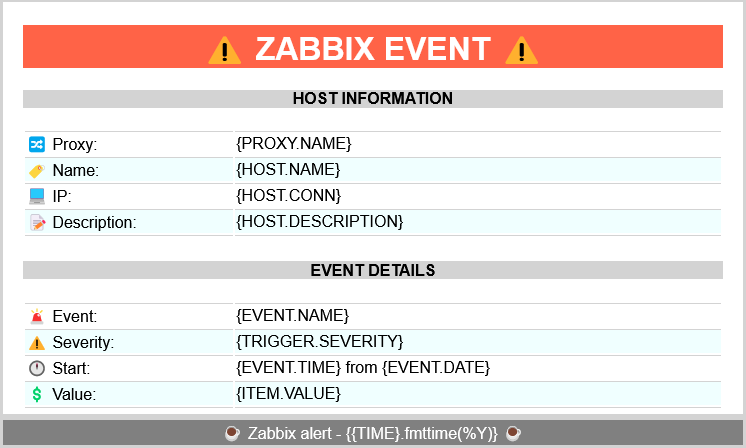 ZABBIX EVENT
HOST INFORMATION
Proxy: {PROXY.NAME}
Name: {HOST.NAME}
IP: {HOST.CONN}
Description: {HOST.DESCRIPTION}
EVENT DETAILS
Event: {EVENT.NAME}
Severity: {TRIGGER.SEVERITY}
Start: {EVENT.TIME} from {EVENT.DATE}
Value: {ITEM.VALUE}
Zabbix alert - {{TIME}.fmttime(%Y)}